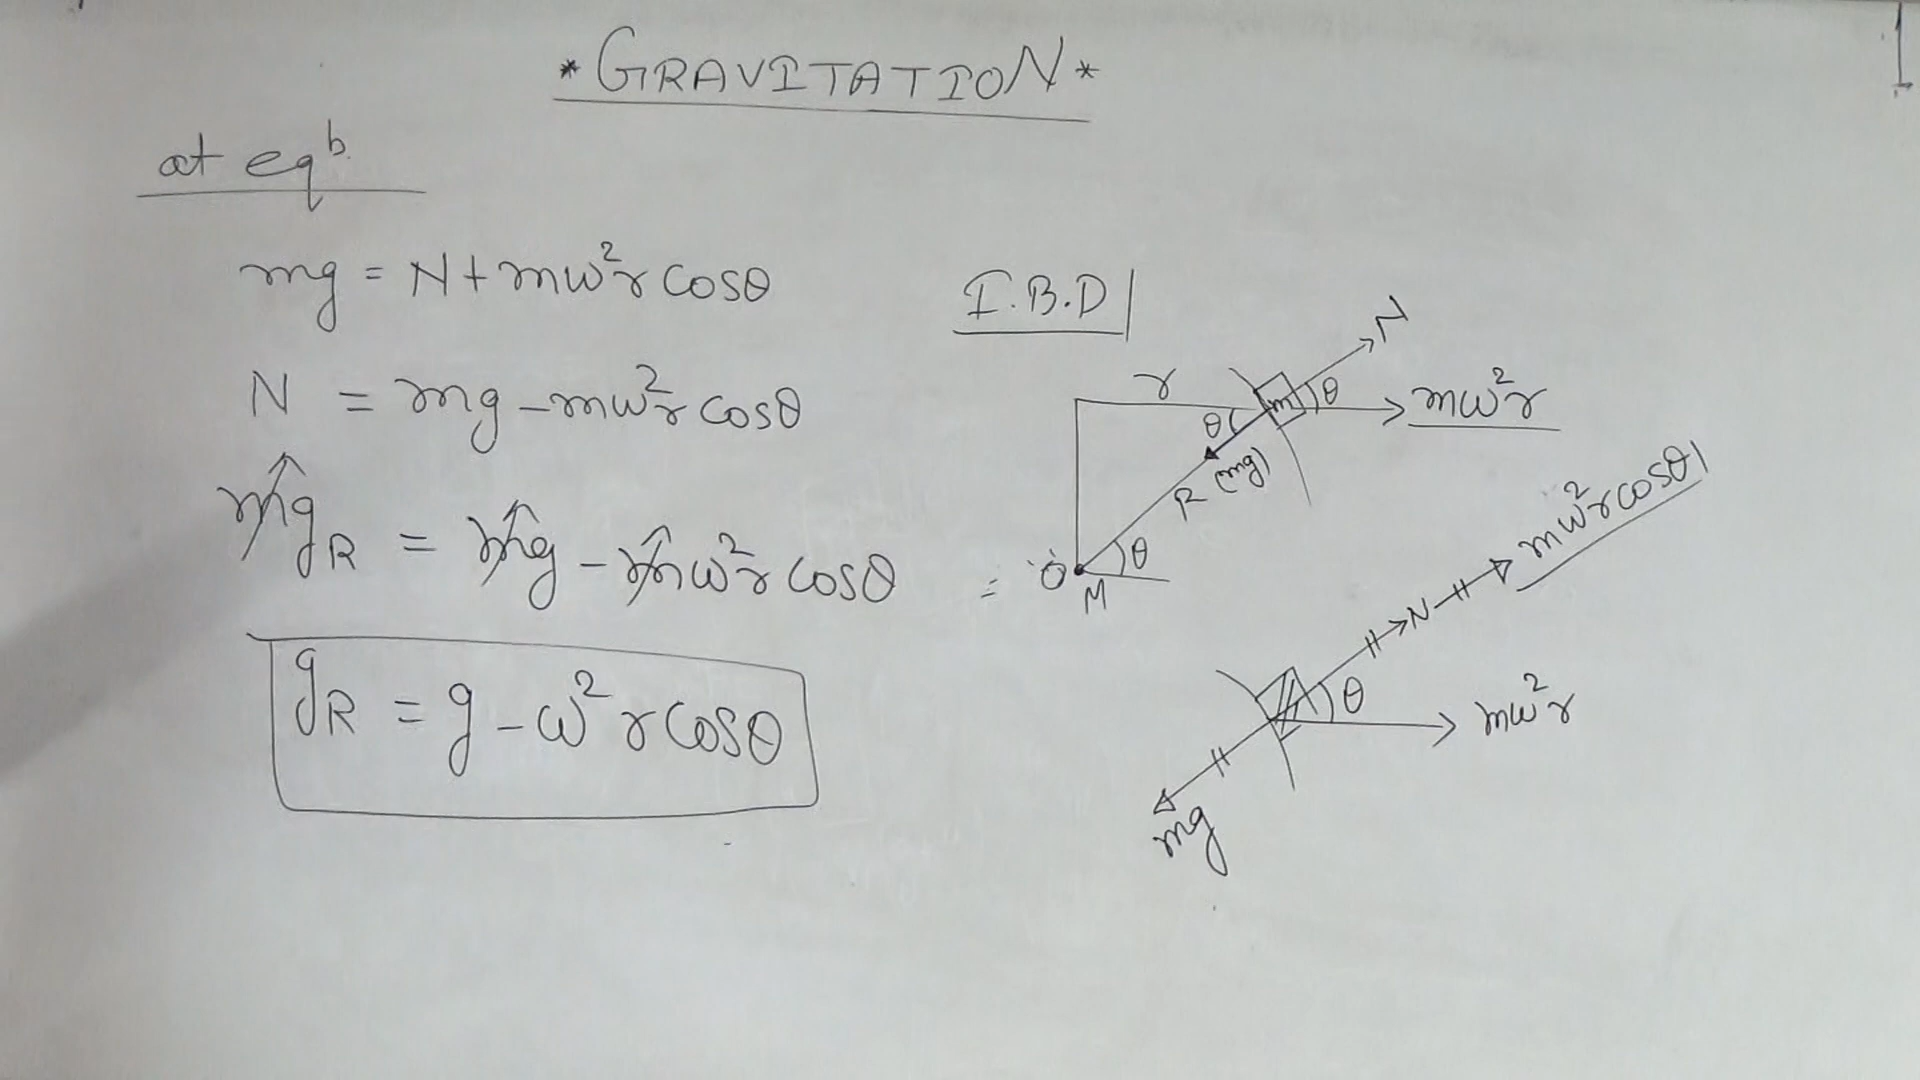 *GRAVITATION*
at eqᵇ
mg = N + mω²r cosθ
N = mg - mω²r cosθ
mg_R = mg - mω²r cosθ =
g_R = g - ω²r cosθ
F.B.D
N
r
m
θ
mω²r
θ
R (mg)
θ
O
M
mω²r cosθ
N
θ
mω²r
mg